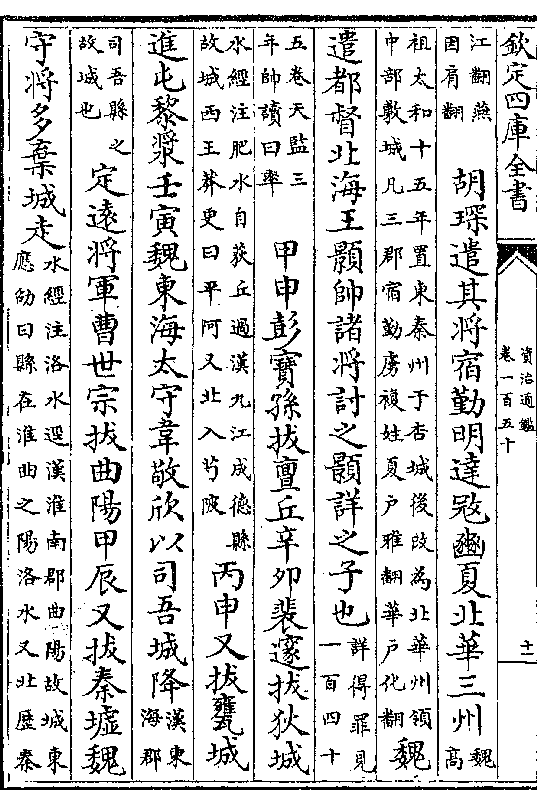 欽定四庫全書
資治通鑑
卷一百五十
十一
江翻燕
因肩翻
胡琛遣其將宿勤明達㓂豳夏北華三州
魏
高
祖太和十五年置東秦州于杏城後改為北華州領
中部敷城凡三郡宿勤虜複姓夏戶雅翻華戶化翻
魏
遣都督北海王顥帥諸將討之顥詳之子也
詳得罪見
一百四十
五卷天監三
年帥讀曰率
甲申彭寶孫拔亶丘辛卯裴邃拔狄城
水經注肥水自荻丘過漢九江成德縣
故城西王莽更曰平阿又北入芍陂
丙申又拔甓城
進屯黎漿壬寅魏東海太守韋敬欣以司吾城降
漢東
海郡
司吾縣之
故城也
定遠將軍曹世宗拔曲陽甲辰又拔秦墟魏
守將多棄城走
水經注洛水逕漢淮南郡曲陽故城東
應劭曰縣在淮曲之陽洛水又北歷秦